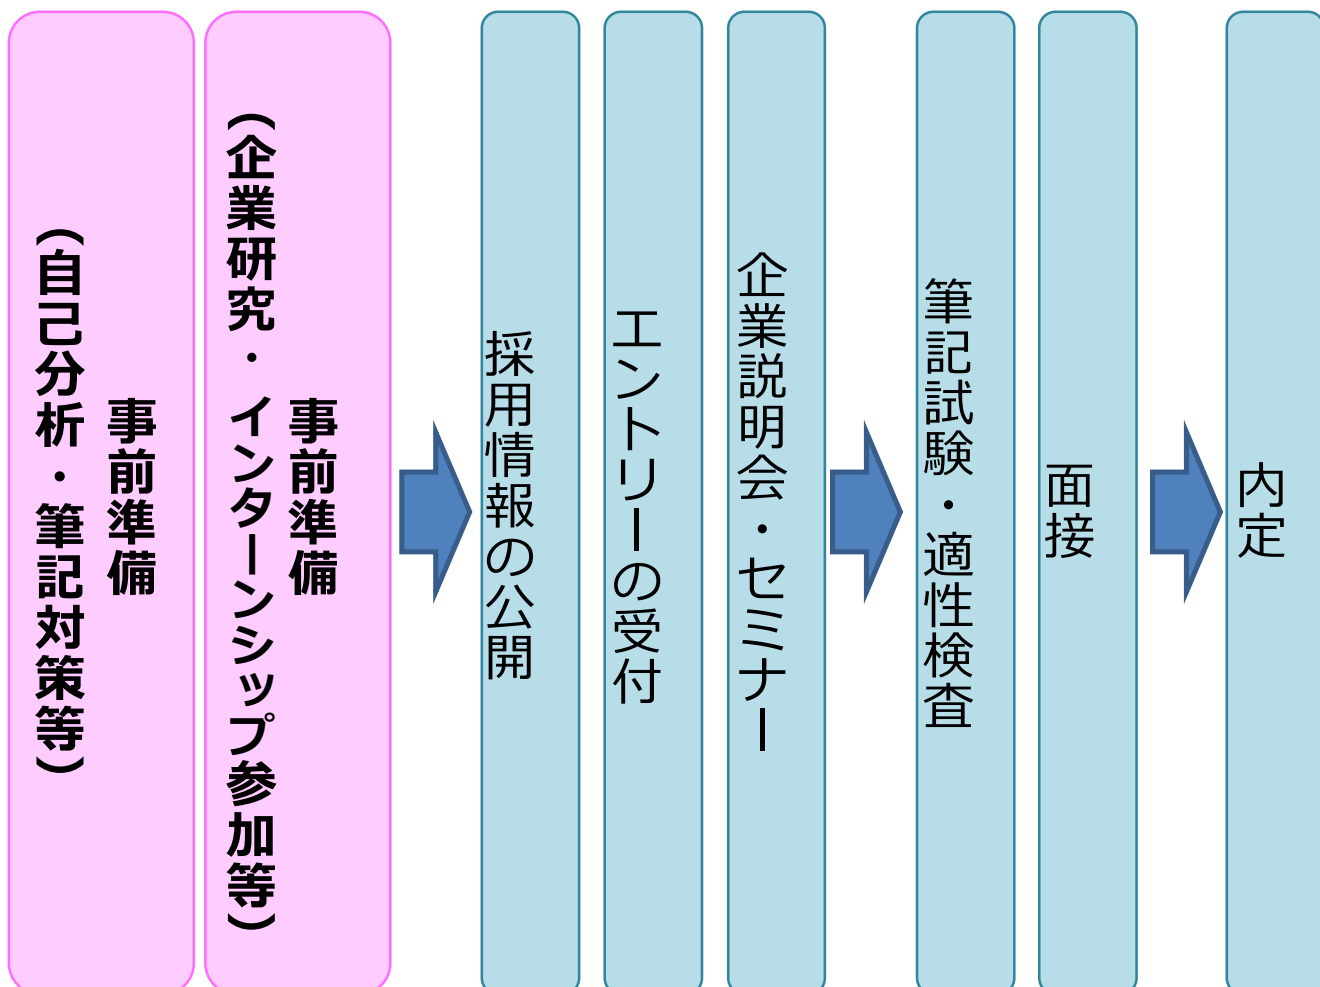 事前準備
（自己分析・筆記対策等）
事前準備
（企業研究・インターンシップ参加等）
採用情報の公開
エントリーの受付
企業説明会・セミナー
筆記試験・適性検査
面接
内定